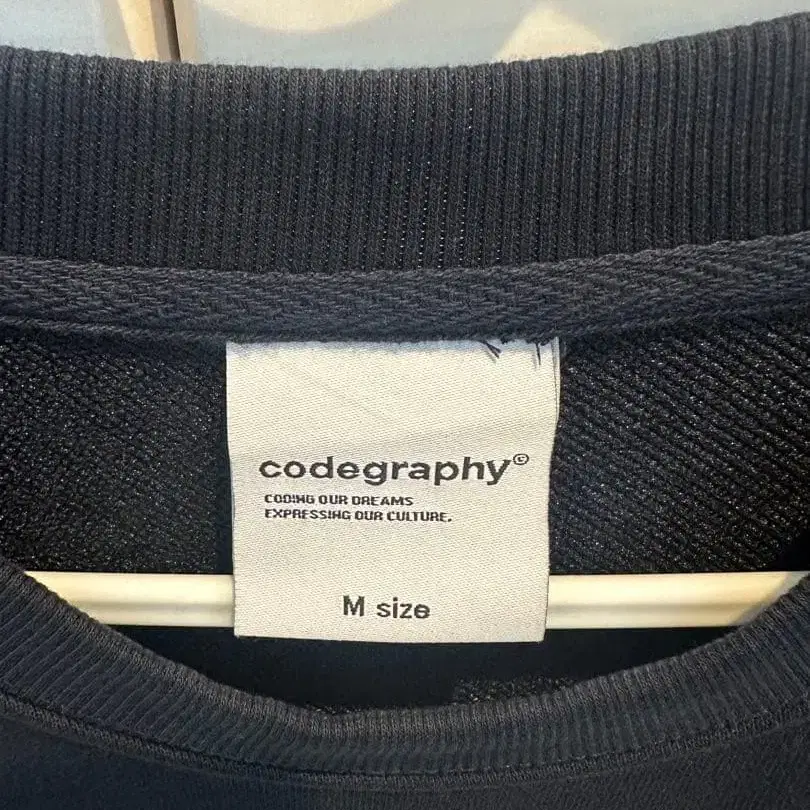 codegraphy©
CODING OUR DREAMS
EXPRESSING OUR CULTURE.
M size